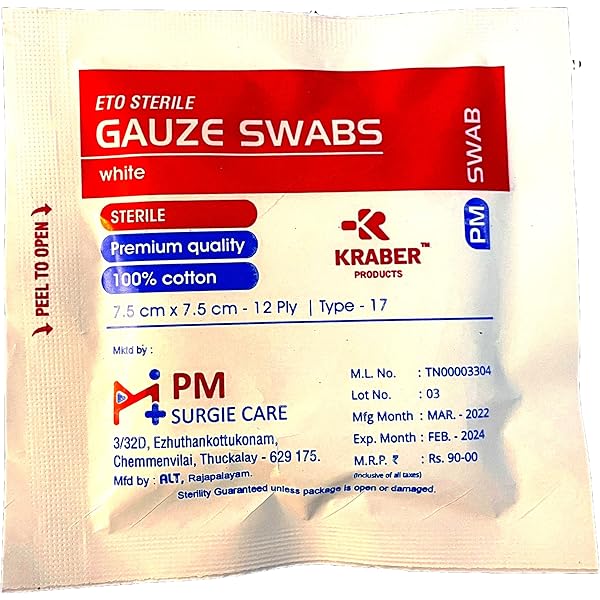 ETO STERILE
GAUZE SWABS
white
PM SWAB
STERILE
Premium quality
100% cotton
KRABER™
PRODUCTS
PEEL TO OPEN
7.5 cm x 7.5 cm - 12 Ply | Type - 17
Mktd by :
PM
SURGIE CARE
3/32D, Ezhuthankottukonam,
Chemmenvilai, Thuckalay - 629 175.
Mfd by : ALT, Rajapalayam.
M.L. No. : TN00003304
Lot No. : 03
Mfg Month : MAR. - 2022
Exp. Month : FEB. - 2024
M.R.P. ₹ : Rs. 90-00
(Inclusive of all taxes)
Sterility Guaranteed unless package is open or damaged.